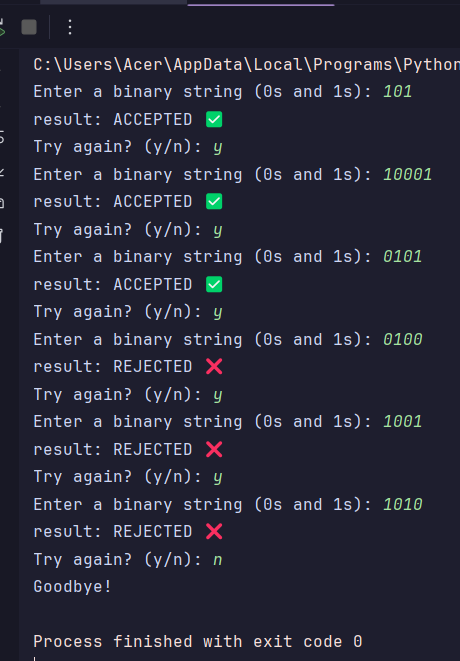 C:\Users\Acer\AppData\Local\Programs\Python
Enter a binary string (0s and 1s): 101
result: ACCEPTED ✅
Try again? (y/n): y
Enter a binary string (0s and 1s): 10001
result: ACCEPTED ✅
Try again? (y/n): y
Enter a binary string (0s and 1s): 0101
result: ACCEPTED ✅
Try again? (y/n): y
Enter a binary string (0s and 1s): 0100
result: REJECTED ❌
Try again? (y/n): y
Enter a binary string (0s and 1s): 1001
result: REJECTED ❌
Try again? (y/n): y
Enter a binary string (0s and 1s): 1010
result: REJECTED ❌
Try again? (y/n): n
Goodbye!
Process finished with exit code 0